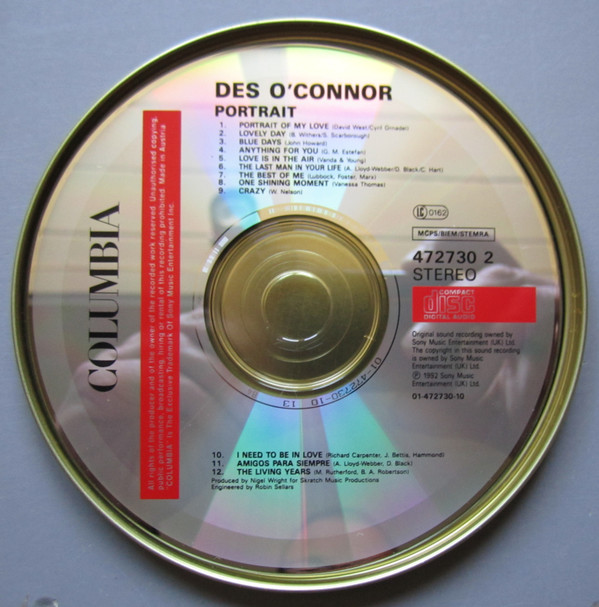 DES O'CONNOR
PORTRAIT
1. PORTRAIT OF MY LOVE (David West/Cyril Ornadel)
2. LOVELY DAY (B. Withers/S. Scarborough)
3. BLUE DAYS (John Howard)
4. ANYTHING FOR YOU (G. M. Estefan)
5. LOVE IS IN THE AIR (Vanda & Young)
6. THE LAST MAN IN YOUR LIFE (A. Lloyd-Webber/D. Black/C. Hart)
7. THE BEST OF ME (Lubbock, Foster, Marx)
8. ONE SHINING MOMENT (Vanessa Thomas)
9. CRAZY (W. Nelson)
LC 0162
MCPS/BIEM/STEMRA
472730 2
STEREO
COMPACT
disc
DIGITAL AUDIO
Original sound recording owned by
Sony Music Entertainment (UK) Ltd.
The copyright in this sound recording
is owned by Sony Music
Entertainment (UK) Ltd.
℗ 1992 Sony Music
Entertainment (UK) Ltd.
01-472730-10
COLUMBIA
All rights of the producer and of the owner of the recorded work reserved. Unauthorised copying,
public performance, broadcasting, hiring or rental of this recording prohibited. Made in Austria
"COLUMBIA" Is The Exclusive Trademark Of Sony Music Entertainment Inc.
01-472730-10 13
10. I NEED TO BE IN LOVE (Richard Carpenter, J. Bettis, Hammond)
11. AMIGOS PARA SIEMPRE (A. Lloyd-Webber, D. Black)
12. THE LIVING YEARS (M. Rutherford, B. A. Robertson)
Produced by Nigel Wright for Skratch Music Productions
Engineered by Robin Sellars